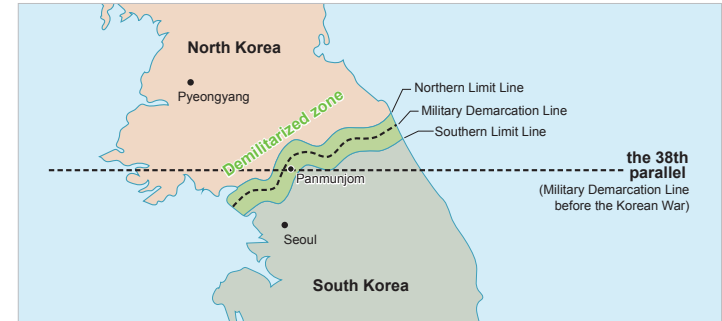 North Korea
Pyeongyang
Demilitarized zone
Northern Limit Line
Military Demarcation Line
Southern Limit Line
the 38th
parallel
(Military Demarcation Line
before the Korean War)
Panmunjom
Seoul
South Korea